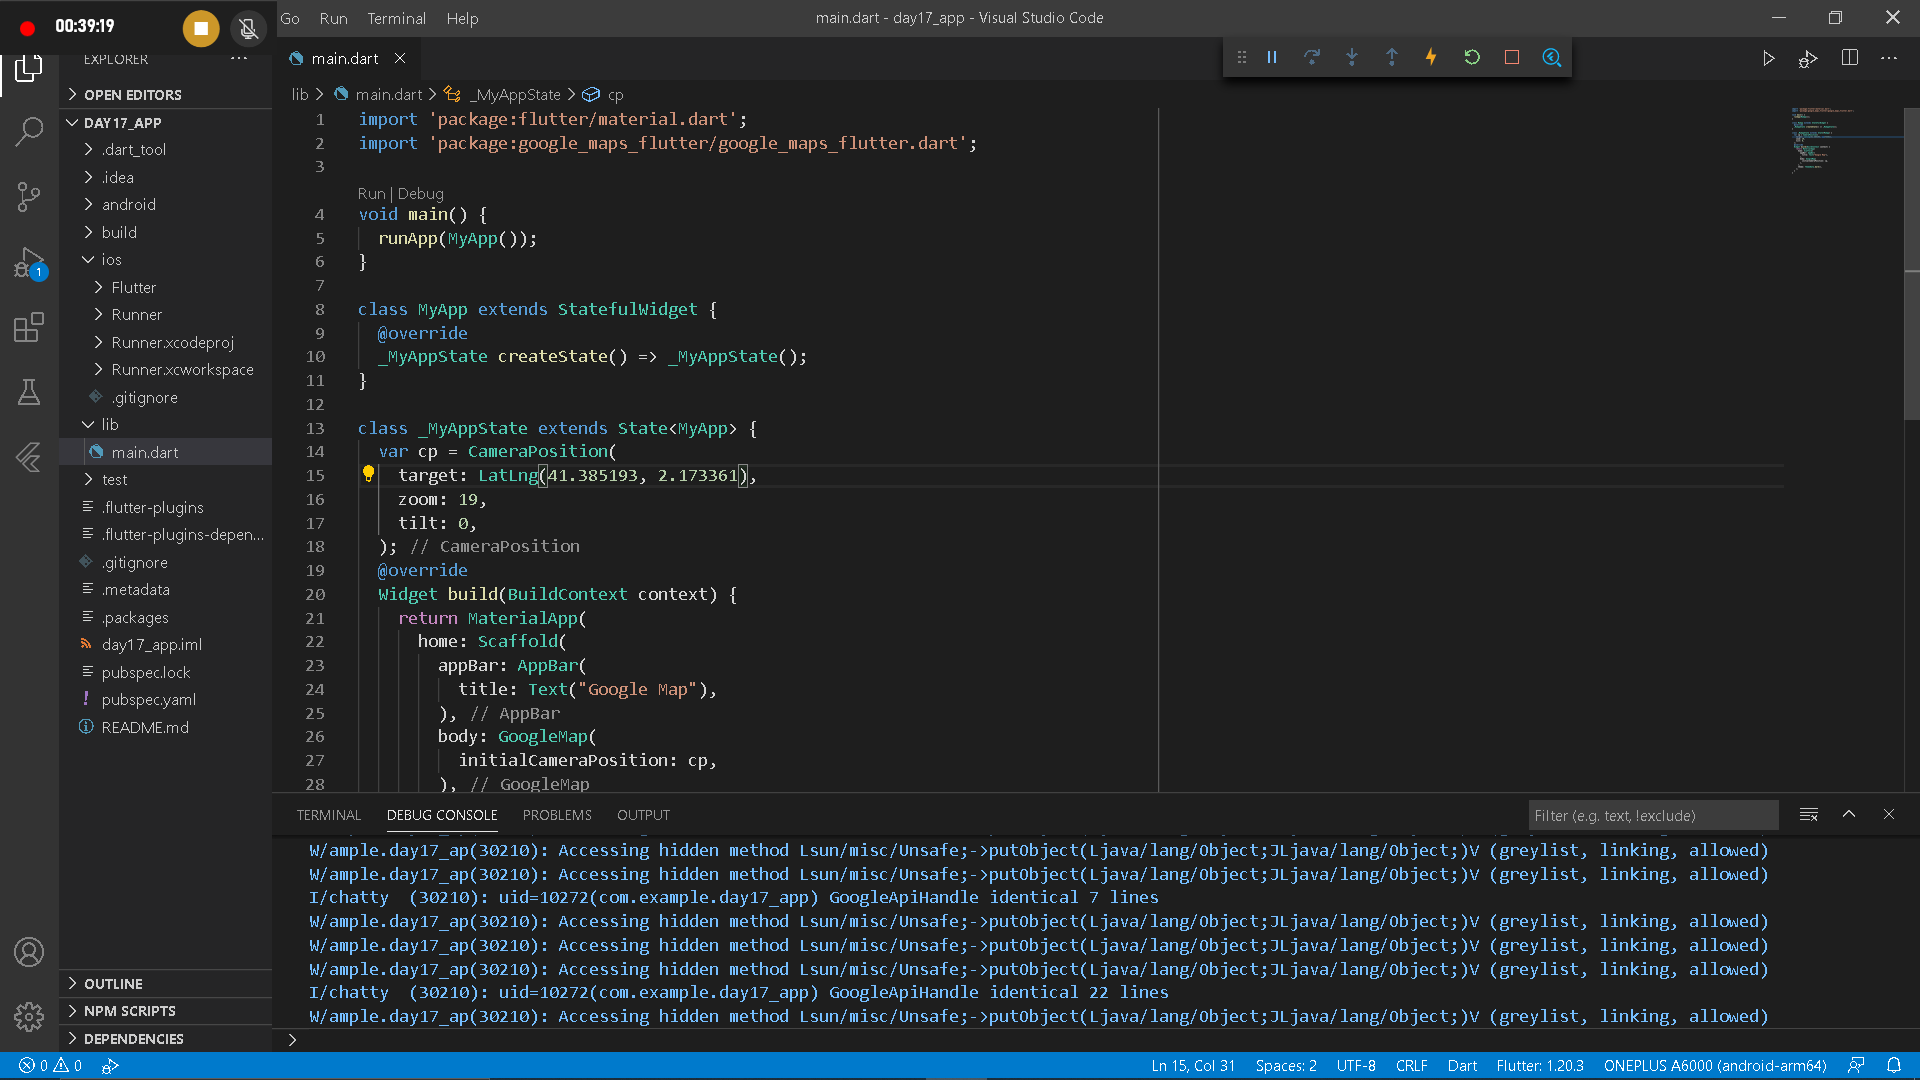 00:39:19
Go Run Terminal Help
main.dart - day17_app - Visual Studio Code
EXPLORER
OPEN EDITORS
DAY17_APP
.dart_tool
.idea
android
build
ios
Flutter
Runner
Runner.xcodeproj
Runner.xcworkspace
.gitignore
lib
main.dart
test
.flutter-plugins
.flutter-plugins-depen...
.gitignore
.metadata
.packages
day17_app.iml
pubspec.lock
pubspec.yaml
README.md
OUTLINE
NPM SCRIPTS
DEPENDENCIES
1
main.dart
lib > main.dart > _MyAppState > cp
1 import 'package:flutter/material.dart';
2 import 'package:google_maps_flutter/google_maps_flutter.dart';
3
Run | Debug
4 void main() {
5 runApp(MyApp());
6 }
7
8 class MyApp extends StatefulWidget {
9 @override
10 _MyAppState createState() => _MyAppState();
11 }
12
13 class _MyAppState extends State<MyApp> {
14 var cp = CameraPosition(
15 target: LatLng(41.385193, 2.173361),
16 zoom: 19,
17 tilt: 0,
18 ); // CameraPosition
19 @override
20 Widget build(BuildContext context) {
21 return MaterialApp(
22 home: Scaffold(
23 appBar: AppBar(
24 title: Text("Google Map"),
25 ), // AppBar
26 body: GoogleMap(
27 initialCameraPosition: cp,
28 ), // GoogleMap
TERMINAL DEBUG CONSOLE PROBLEMS OUTPUT
Filter (e.g. text, !exclude)
W/ample.day17_ap(30210): Accessing hidden method Lsun/misc/Unsafe;->putObject(Ljava/lang/Object;JLjava/lang/Object;)V (greylist, linking, allowed)
W/ample.day17_ap(30210): Accessing hidden method Lsun/misc/Unsafe;->putObject(Ljava/lang/Object;JLjava/lang/Object;)V (greylist, linking, allowed)
I/chatty  (30210): uid=10272(com.example.day17_app) GoogleApiHandle identical 7 lines
W/ample.day17_ap(30210): Accessing hidden method Lsun/misc/Unsafe;->putObject(Ljava/lang/Object;JLjava/lang/Object;)V (greylist, linking, allowed)
W/ample.day17_ap(30210): Accessing hidden method Lsun/misc/Unsafe;->putObject(Ljava/lang/Object;JLjava/lang/Object;)V (greylist, linking, allowed)
W/ample.day17_ap(30210): Accessing hidden method Lsun/misc/Unsafe;->putObject(Ljava/lang/Object;JLjava/lang/Object;)V (greylist, linking, allowed)
I/chatty  (30210): uid=10272(com.example.day17_app) GoogleApiHandle identical 22 lines
W/ample.day17_ap(30210): Accessing hidden method Lsun/misc/Unsafe;->putObject(Ljava/lang/Object;JLjava/lang/Object;)V (greylist, linking, allowed)
0 0
Ln 15, Col 31 Spaces: 2 UTF-8 CRLF Dart Flutter: 1.20.3 ONEPLUS A6000 (android-arm64)